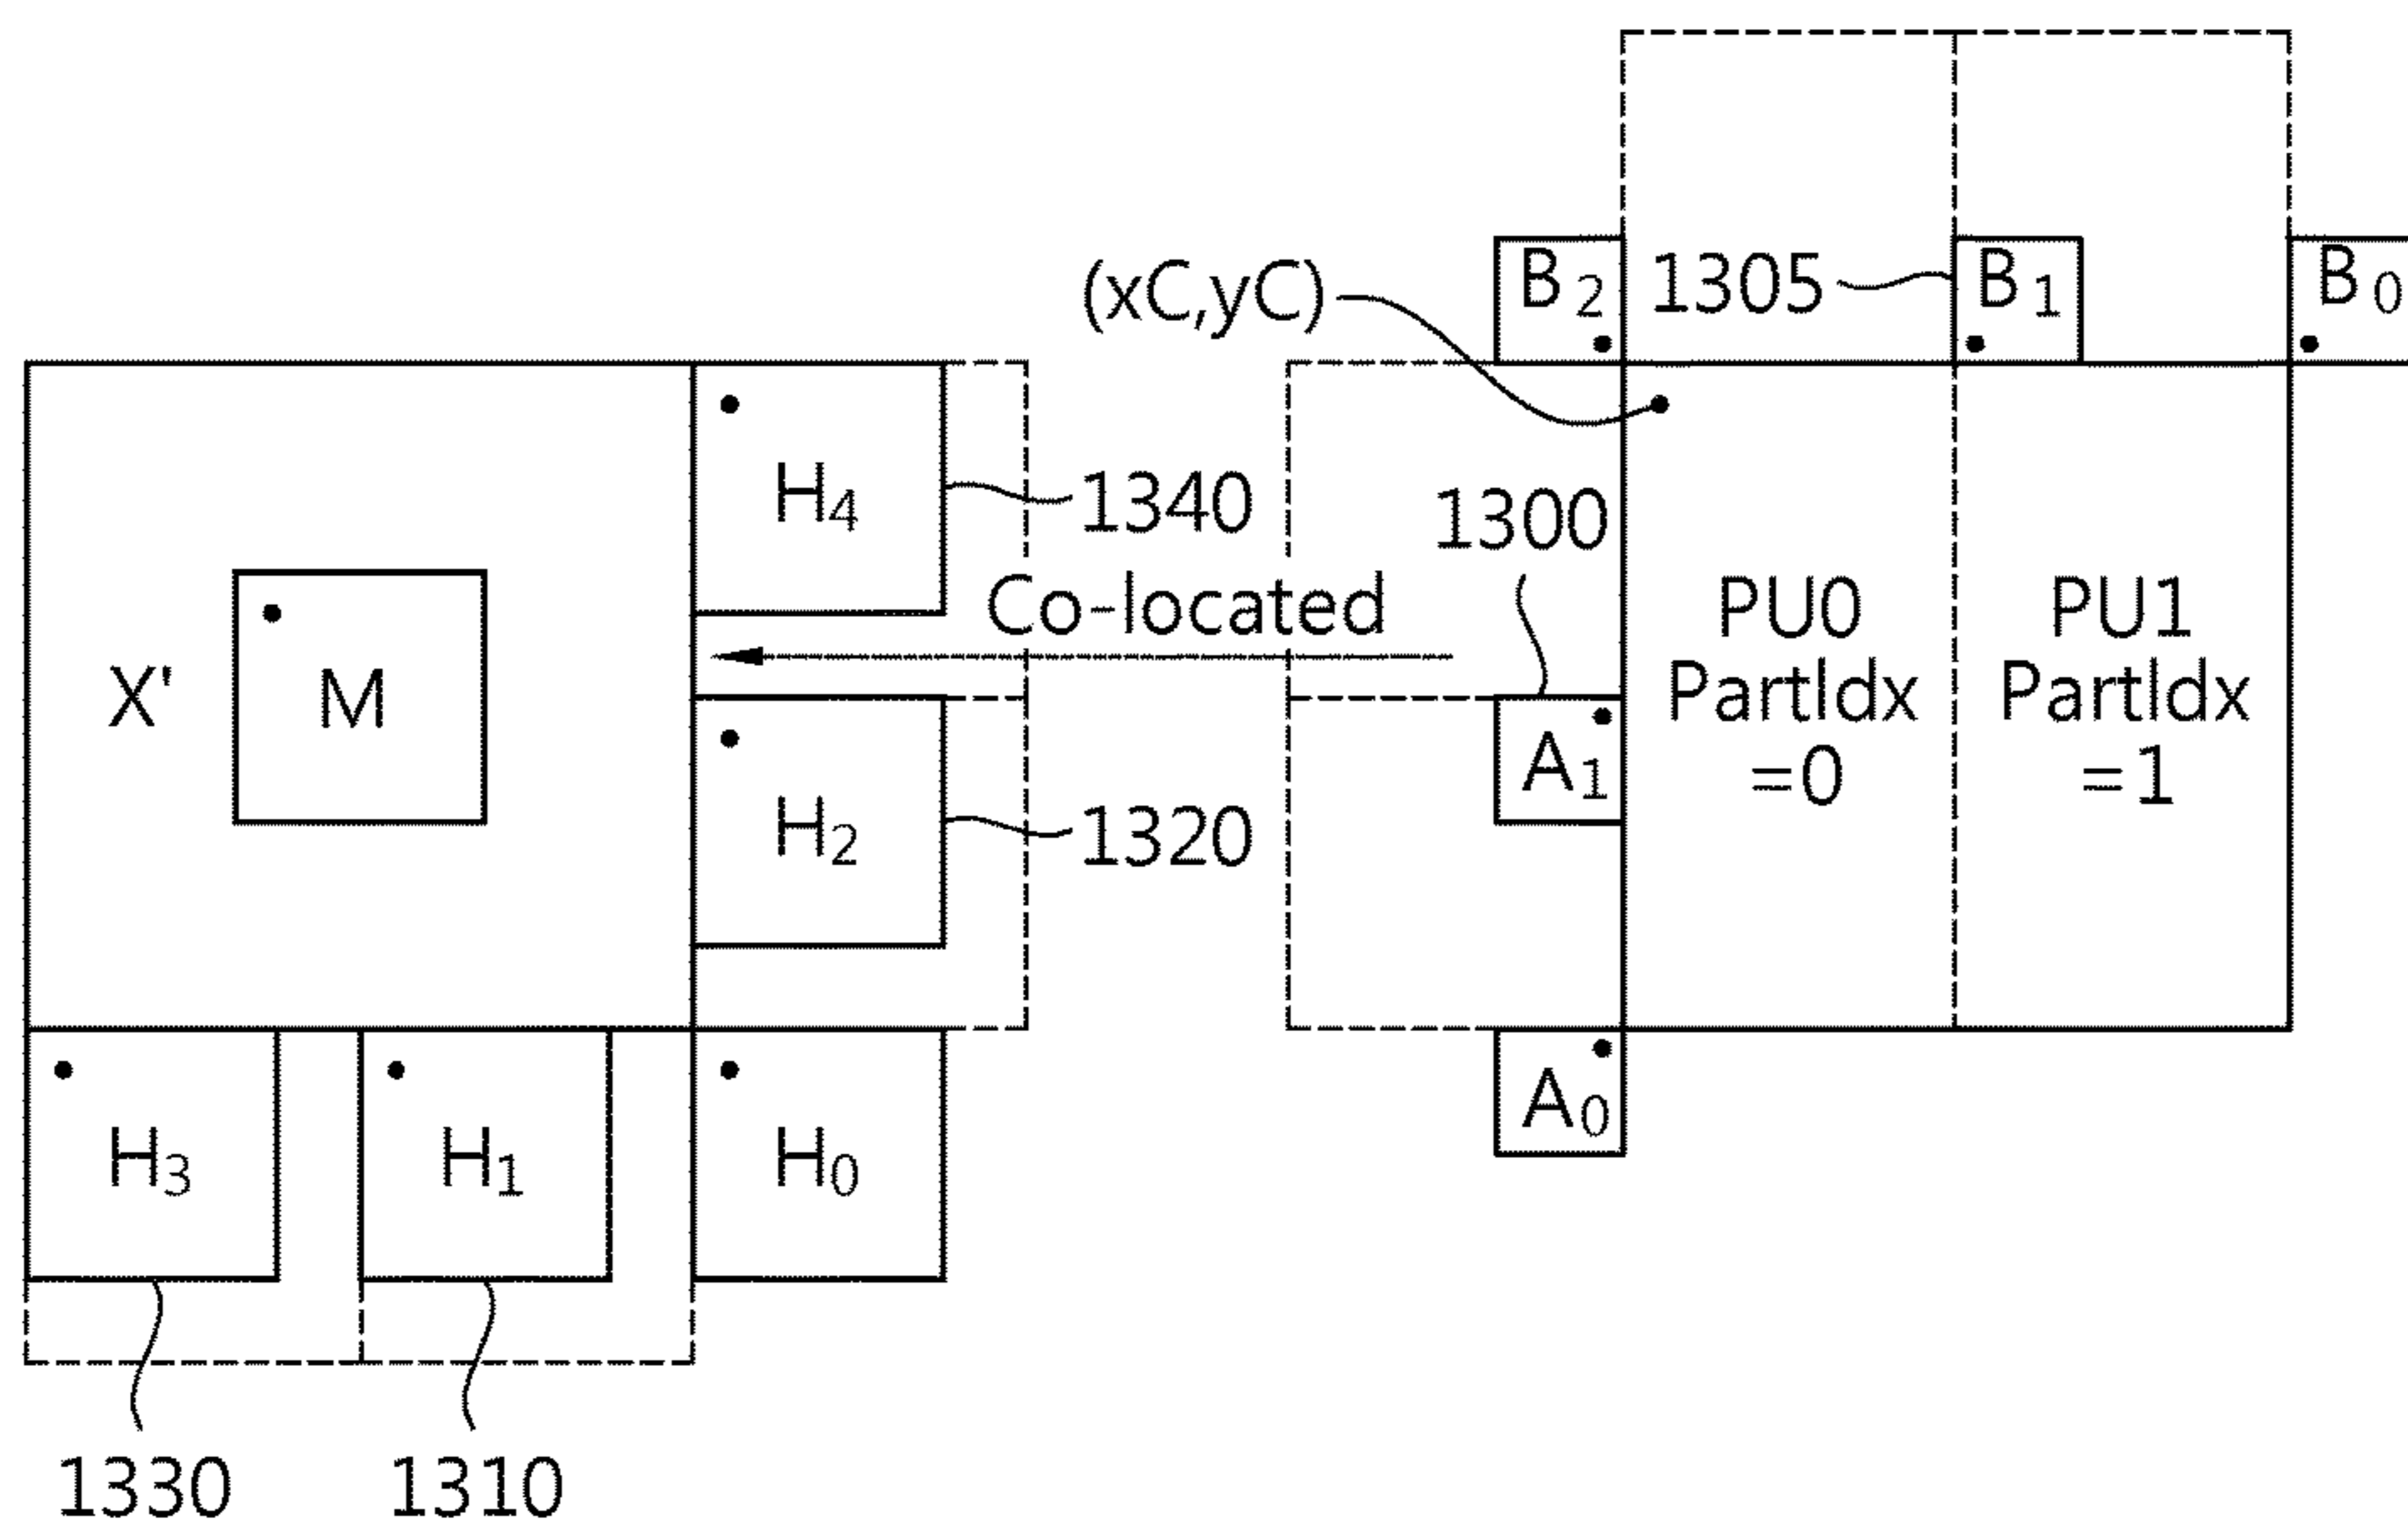 B2
1305
B1
B0
(xC,yC)
H4
1340
1300
Co-located
PU0
PartIdx
=0
PU1
PartIdx
=1
X'
M
A1
H2
1320
A0
H3
H1
H0
1330
1310